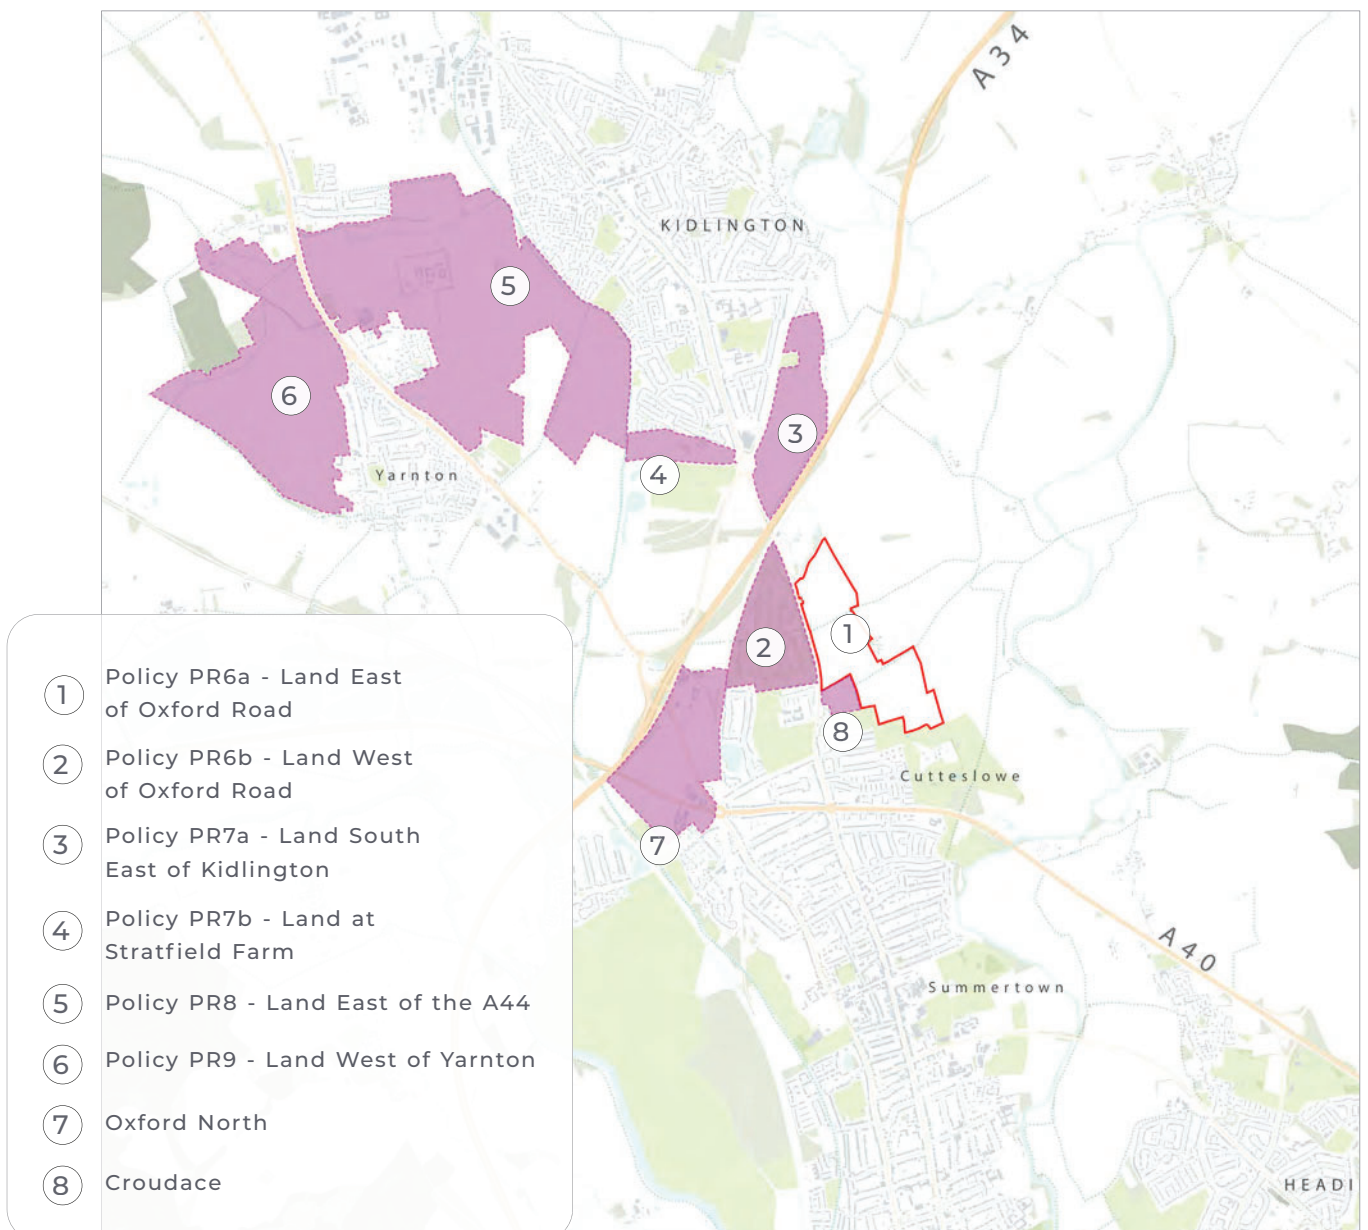 A34
KIDLINGTON
5
6
3
Yarnton
4
1
2
8
Cutteslowe
7
A40
Summertown
HEADI
1 Policy PR6a - Land East
of Oxford Road
2 Policy PR6b - Land West
of Oxford Road
3 Policy PR7a - Land South
East of Kidlington
4 Policy PR7b - Land at
Stratfield Farm
5 Policy PR8 - Land East of the A44
6 Policy PR9 - Land West of Yarnton
7 Oxford North
8 Croudace